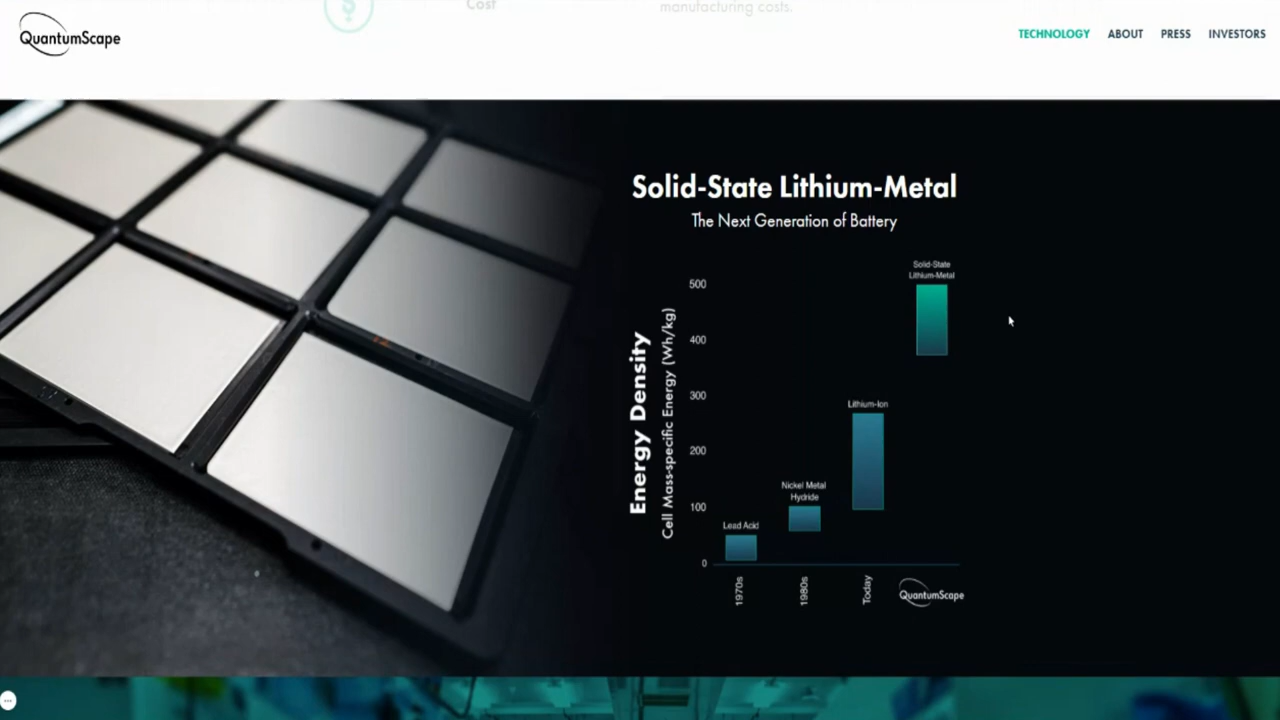 Cost
manufacturing costs.
QuantumScape
TECHNOLOGY
ABOUT
PRESS
INVESTORS
Solid-State Lithium-Metal
The Next Generation of Battery
Energy Density
Cell Mass-specific Energy (Wh/kg)
500
400
300
200
100
0
Lead Acid
Nickel Metal
Hydride
Lithium-Ion
Solid-State
Lithium-Metal
1970s
1980s
Today
QuantumScape